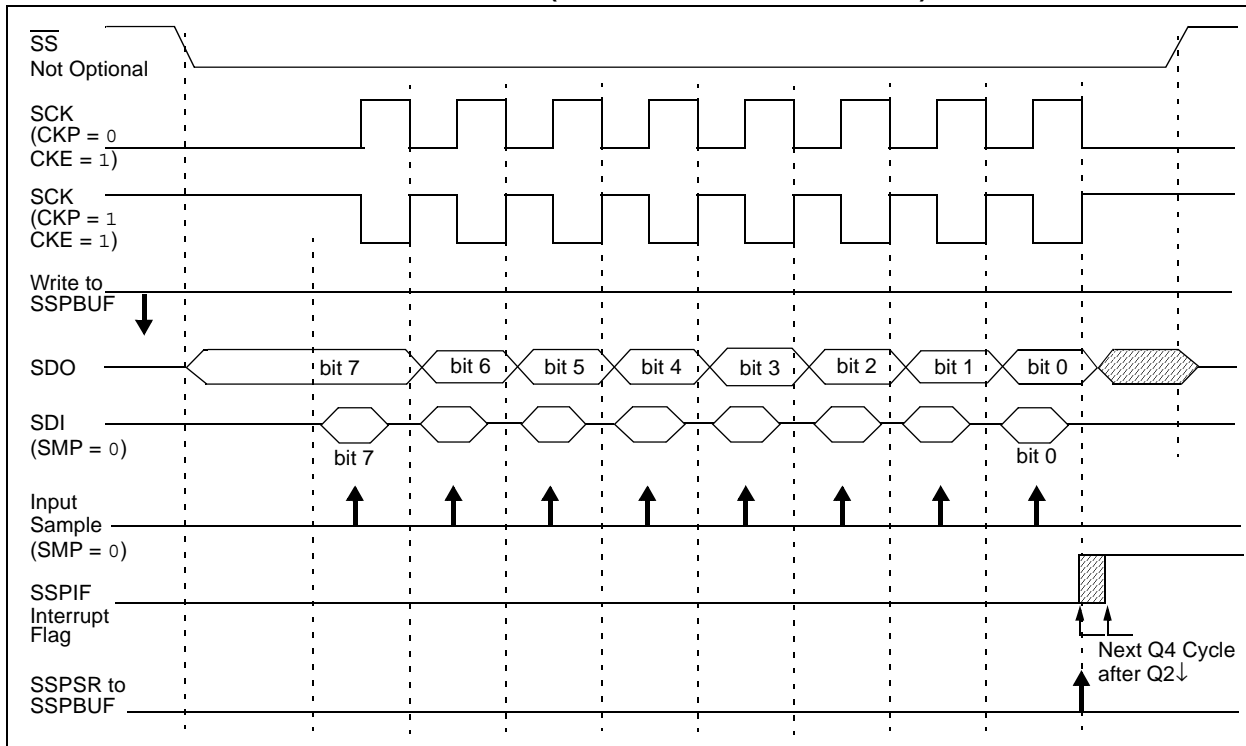 SS
Not Optional
SCK
(CKP = 0
CKE = 1)
SCK
(CKP = 1
CKE = 1)
Write to
SSPBUF
SDO
bit 7 bit 6 bit 5 bit 4 bit 3 bit 2 bit 1 bit 0
SDI
(SMP = 0)
bit 7 bit 0
Input
Sample
(SMP = 0)
SSPIF
Interrupt
Flag
Next Q4 Cycle
after Q2↓
SSPSR to
SSPBUF